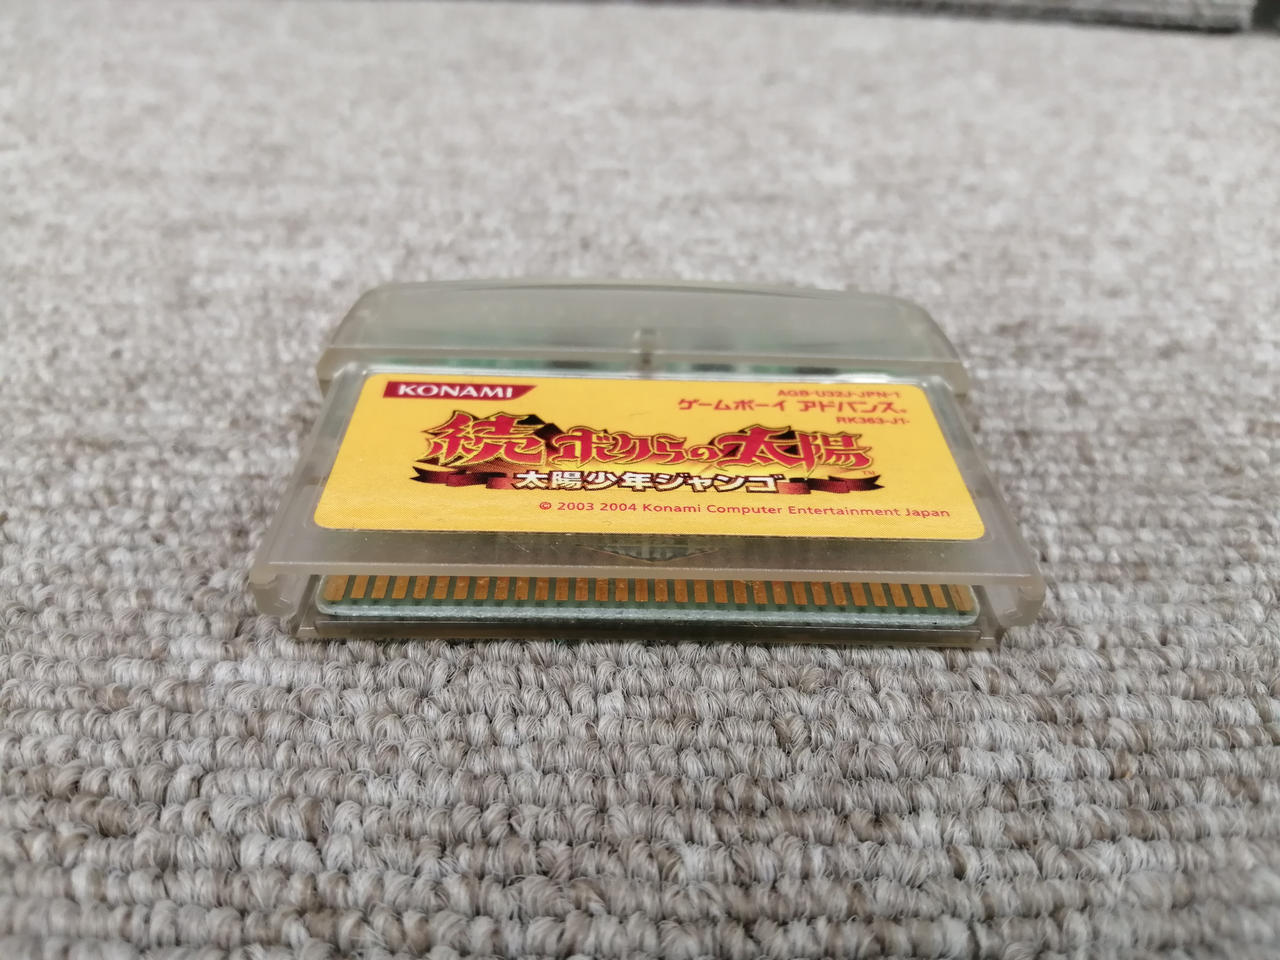 KONAMI
AGB-U32J-JPN-1
ゲームボーイ アドバンス®
RK363-J1-
続 ボクらの太陽
TM
太陽少年ジャンゴ
© 2003 2004 Konami Computer Entertainment Japan